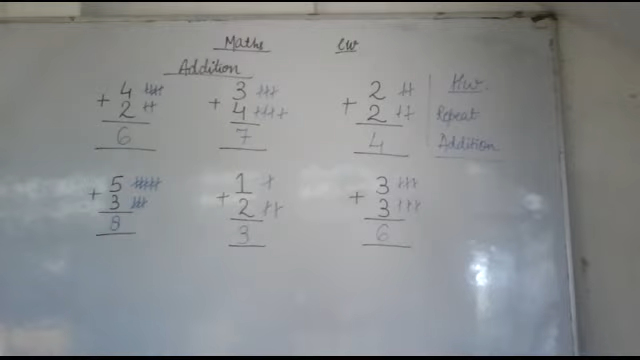 Maths CW
Addition
4 3 2 H.W.
+ 2 + 4 + 2 Repeat
6 7 4 Addition
5 1 3
+ 3 + 2 + 3
8 3 6